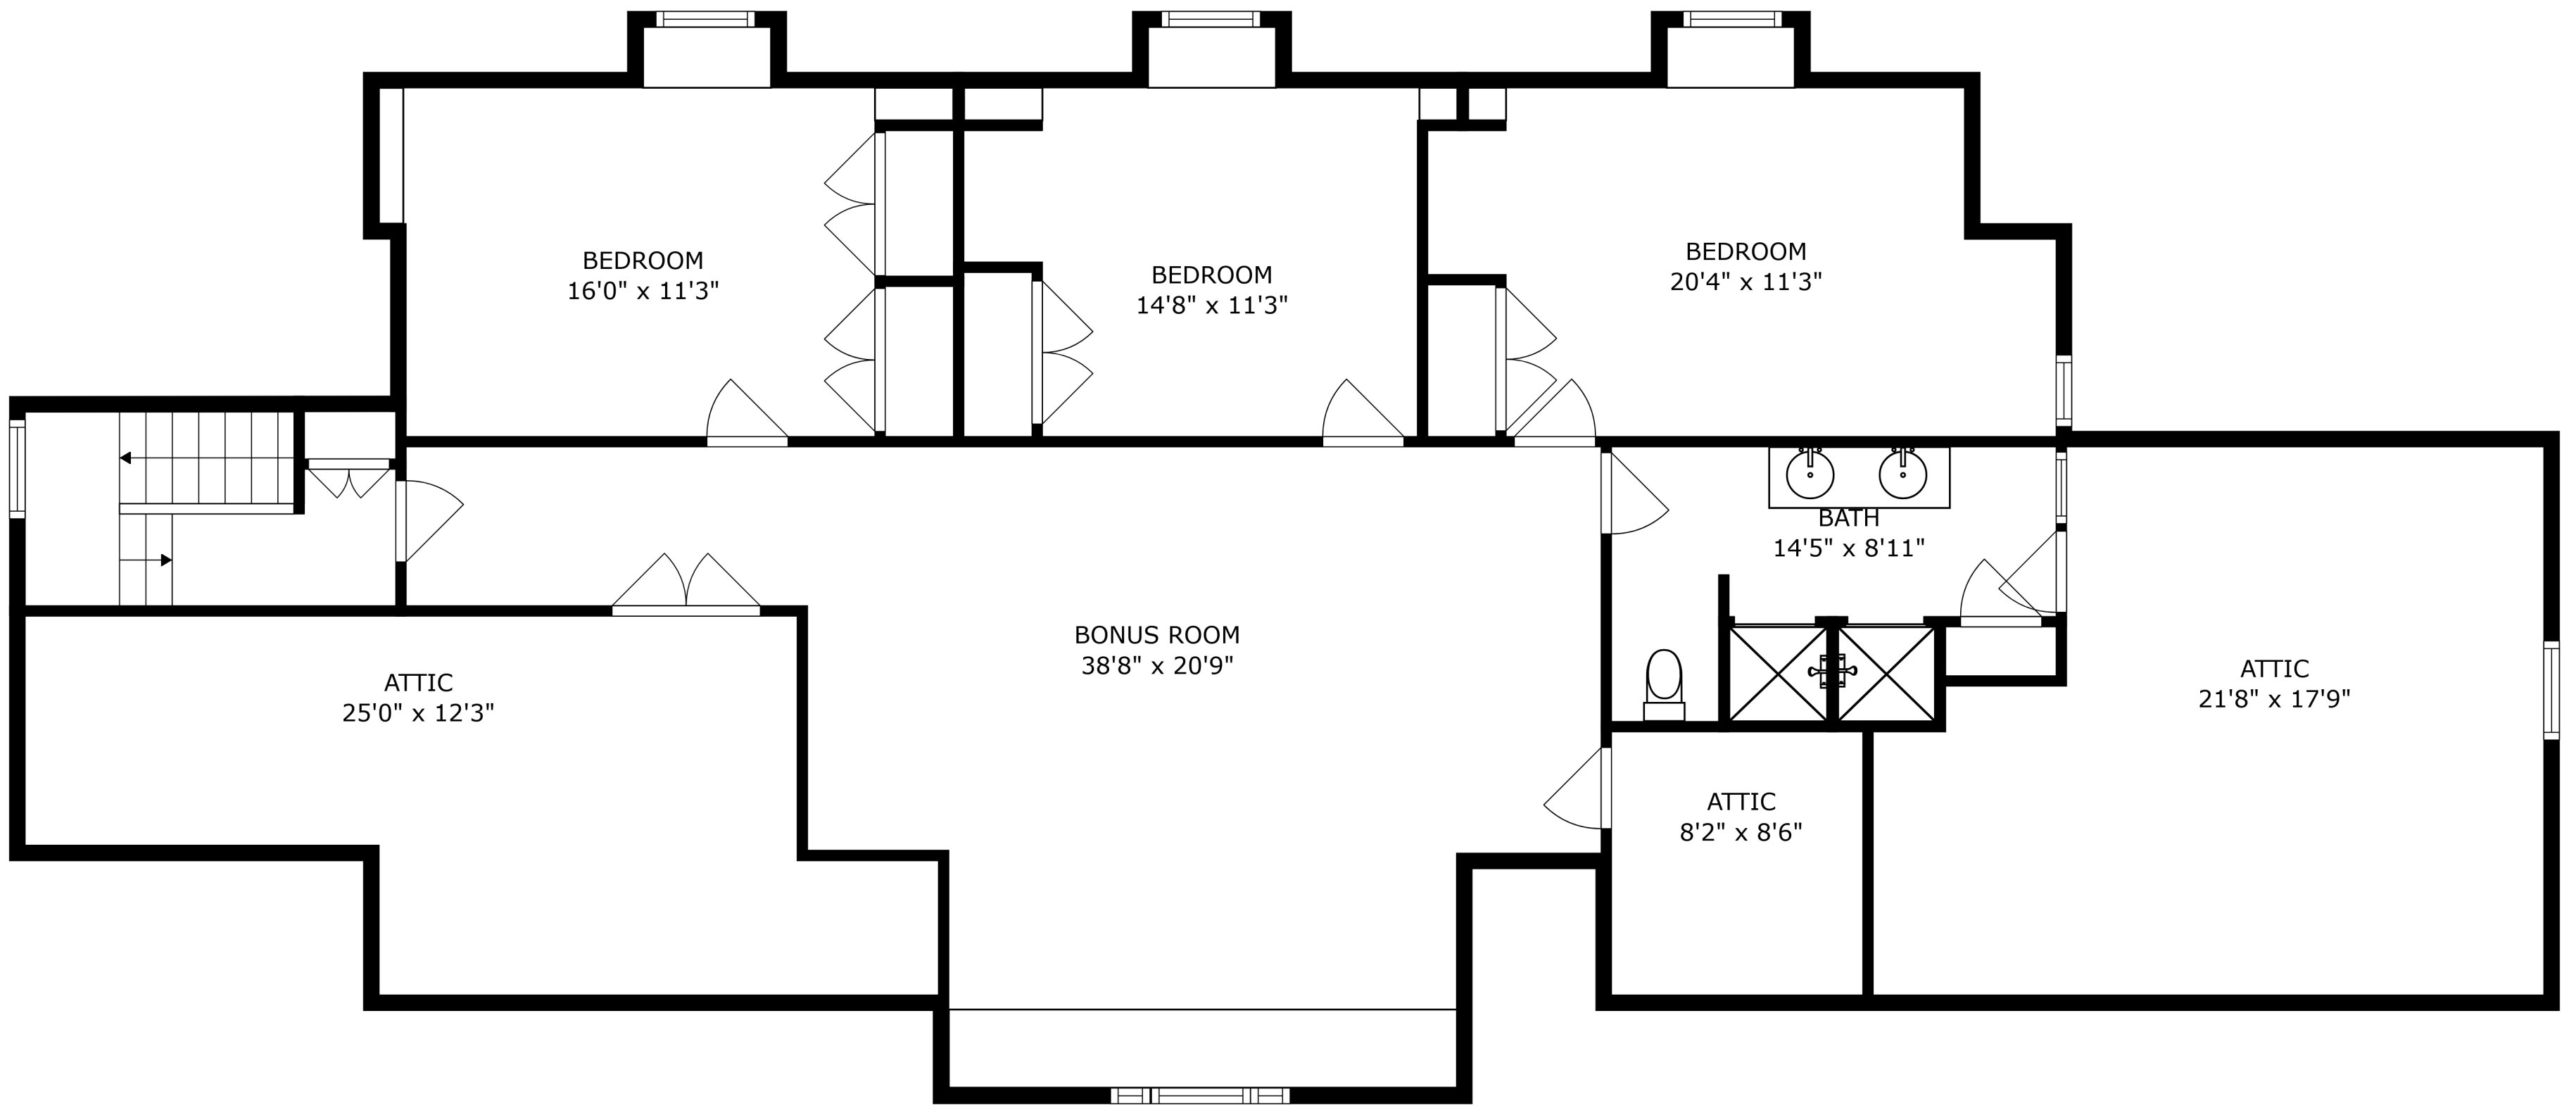 BEDROOM
16'0" x 11'3"
BEDROOM
14'8" x 11'3"
BEDROOM
20'4" x 11'3"
BATH
14'5" x 8'11"
BONUS ROOM
38'8" x 20'9"
ATTIC
25'0" x 12'3"
ATTIC
21'8" x 17'9"
ATTIC
8'2" x 8'6"